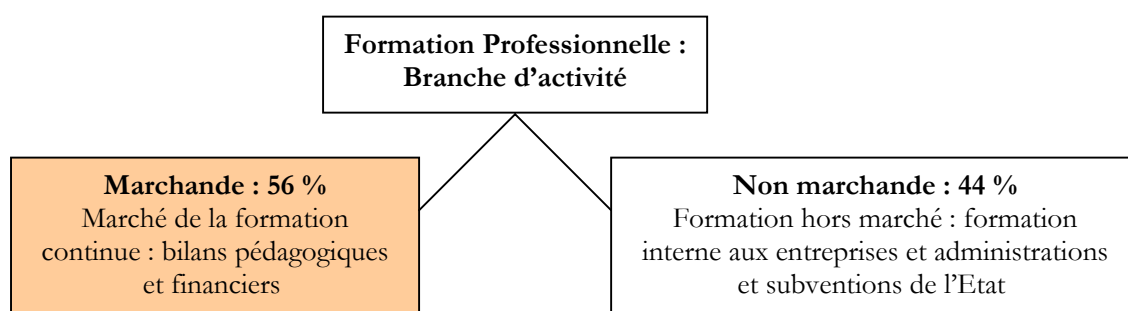 Formation Professionnelle :
Branche d'activité
Marchande : 56 %
Marché de la formation
continue : bilans pédagogiques
et financiers
Non marchande : 44 %
Formation hors marché : formation
interne aux entreprises et administrations
et subventions de l'Etat